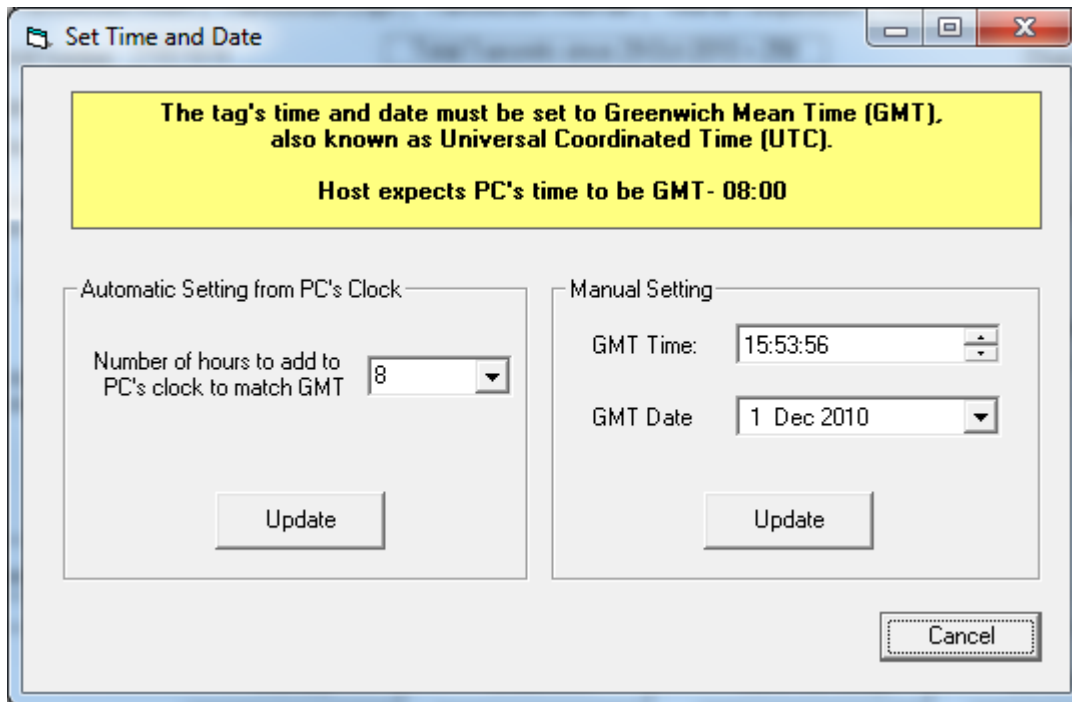 Set Time and Date
The tag's time and date must be set to Greenwich Mean Time (GMT),
also known as Universal Coordinated Time (UTC).
Host expects PC's time to be GMT- 08:00
Automatic Setting from PC's Clock
Number of hours to add to
PC's clock to match GMT
8
Update
Manual Setting
GMT Time:
15:53:56
GMT Date
1 Dec 2010
Update
Cancel